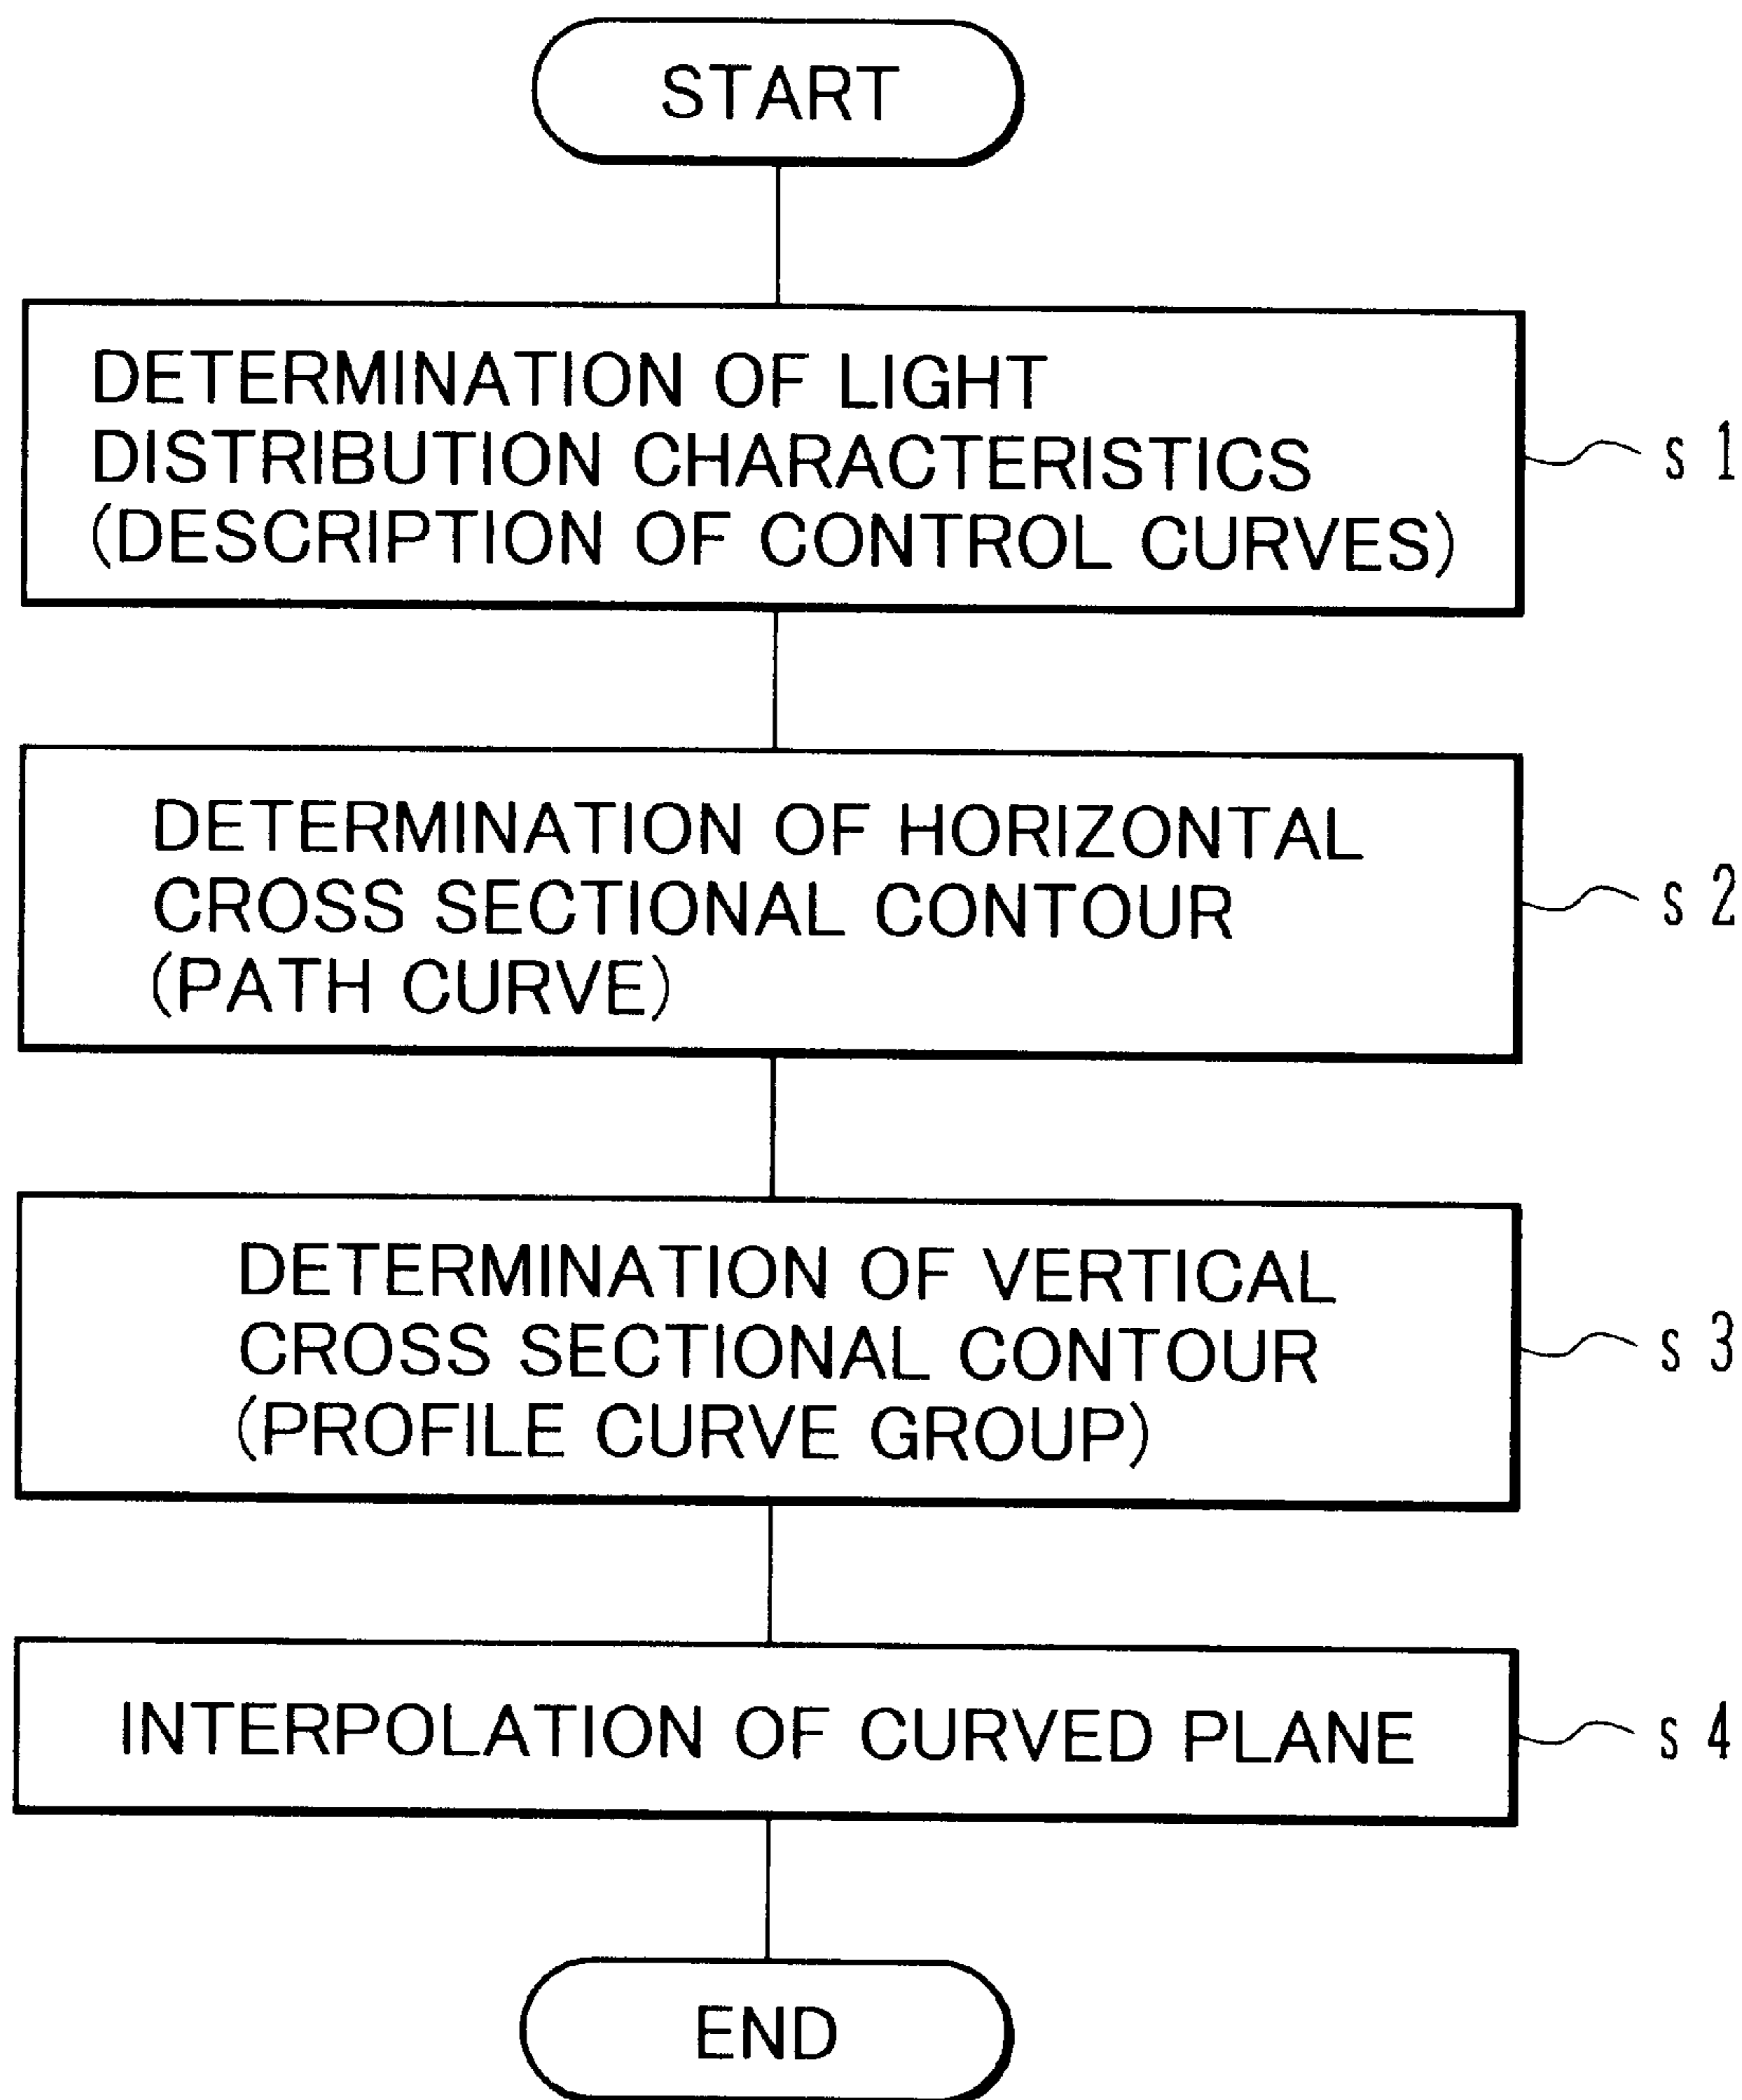 START
DETERMINATION OF LIGHT
DISTRIBUTION CHARACTERISTICS
(DESCRIPTION OF CONTROL CURVES)
s 1
DETERMINATION OF HORIZONTAL
CROSS SECTIONAL CONTOUR
(PATH CURVE)
s 2
DETERMINATION OF VERTICAL
CROSS SECTIONAL CONTOUR
(PROFILE CURVE GROUP)
s 3
INTERPOLATION OF CURVED PLANE
s 4
END